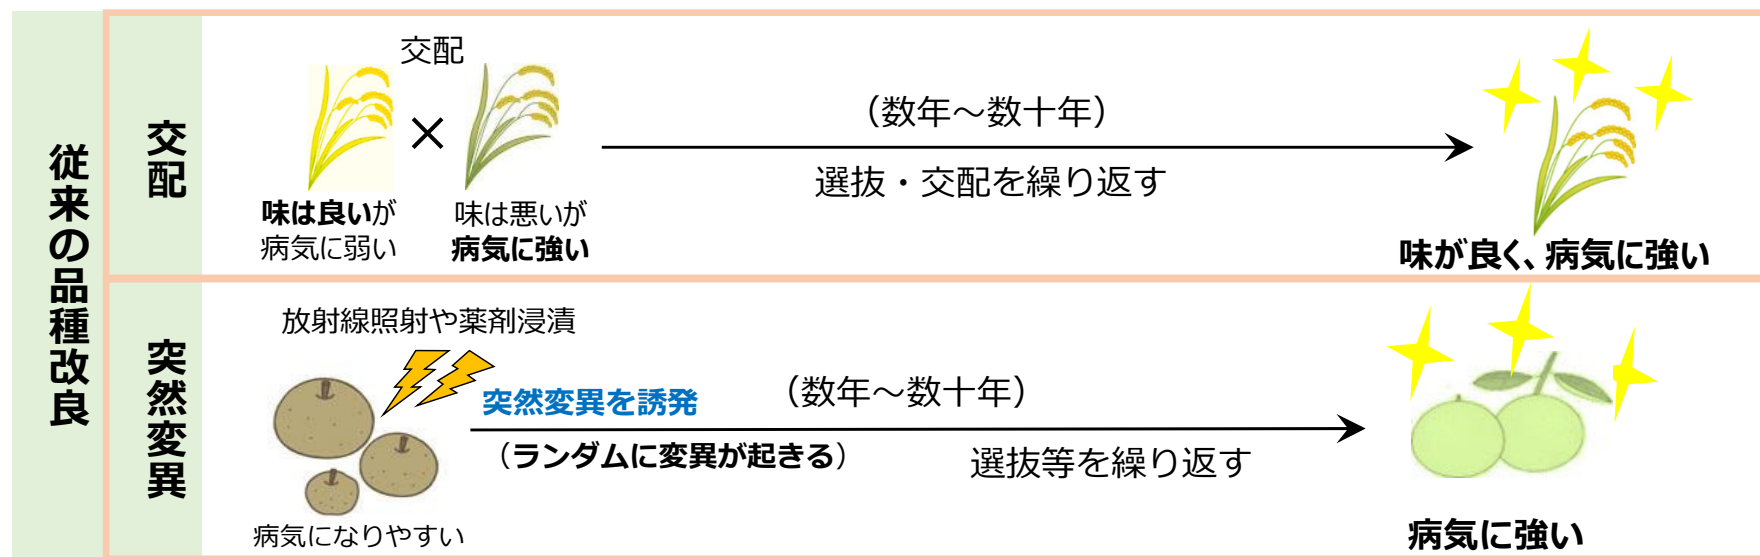 従来の品種改良
交配
交配
×
味は良いが
病気に弱い
味は悪いが
病気に強い
（数年～数十年）
選抜・交配を繰り返す
味が良く、病気に強い
突然変異
放射線照射や薬剤浸漬
病気になりやすい
突然変異を誘発
（ランダムに変異が起きる）
（数年～数十年）
選抜等を繰り返す
病気に強い